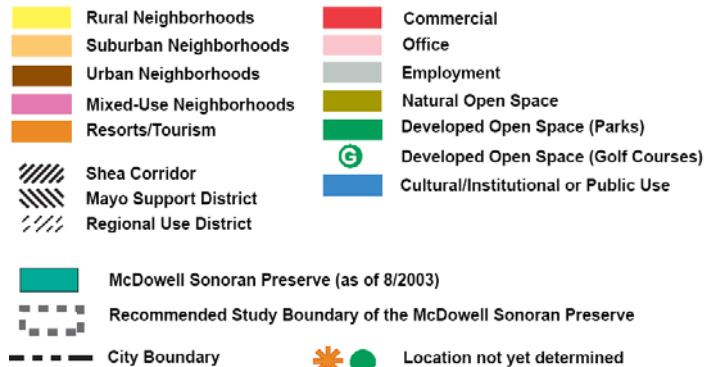 Rural Neighborhoods
Suburban Neighborhoods
Urban Neighborhoods
Mixed-Use Neighborhoods
Resorts/Tourism
Shea Corridor
Mayo Support District
Regional Use District
Commercial
Office
Employment
Natural Open Space
Developed Open Space (Parks)
G Developed Open Space (Golf Courses)
Cultural/Institutional or Public Use
McDowell Sonoran Preserve (as of 8/2003)
Recommended Study Boundary of the McDowell Sonoran Preserve
City Boundary
Location not yet determined